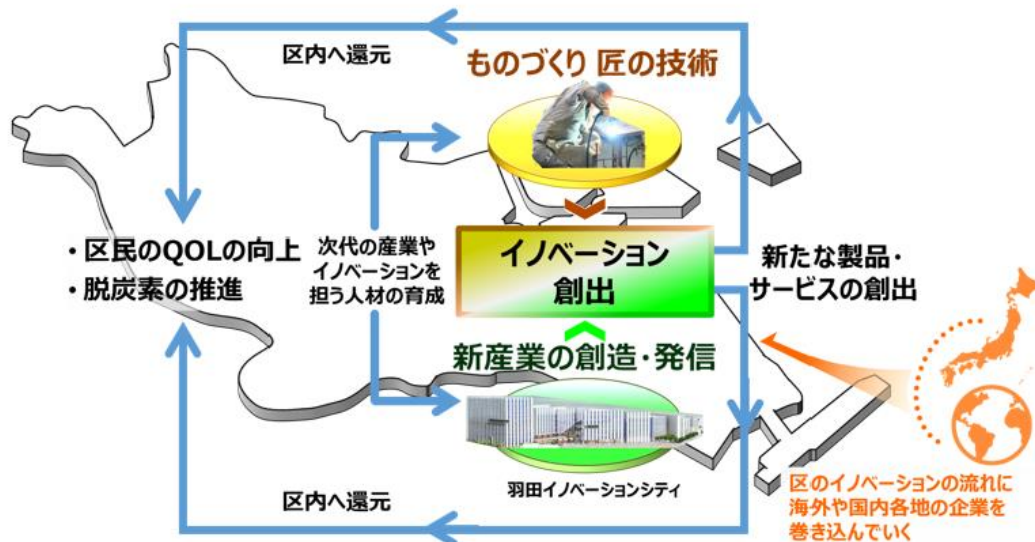 区内へ還元
ものづくり 匠の技術
・区民のQOLの向上
・脱炭素の推進
次代の産業や
イノベーションを
担う人材の育成
イノベーション
創出
新たな製品・
サービスの創出
新産業の創造・発信
羽田イノベーションシティ
区内へ還元
区のイノベーションの流れに
海外や国内各地の企業を
巻き込んでいく